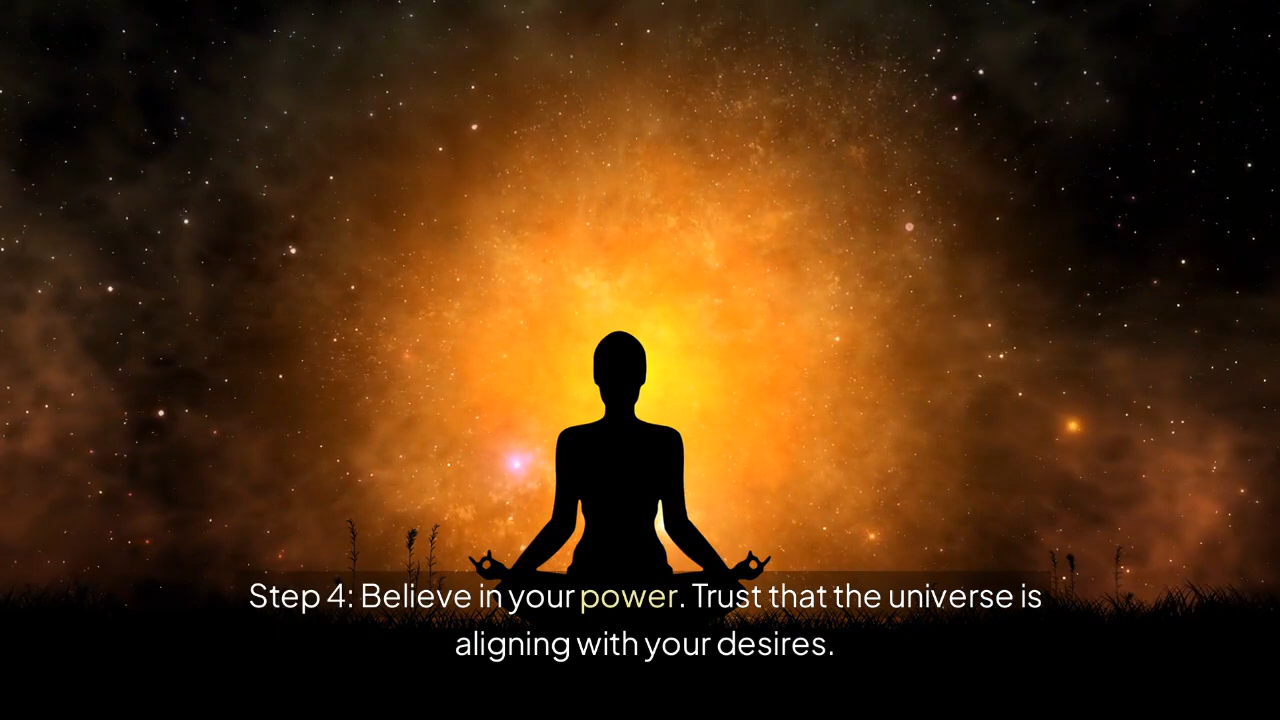 Step 4: Believe in your power. Trust that the universe is
aligning with your desires.